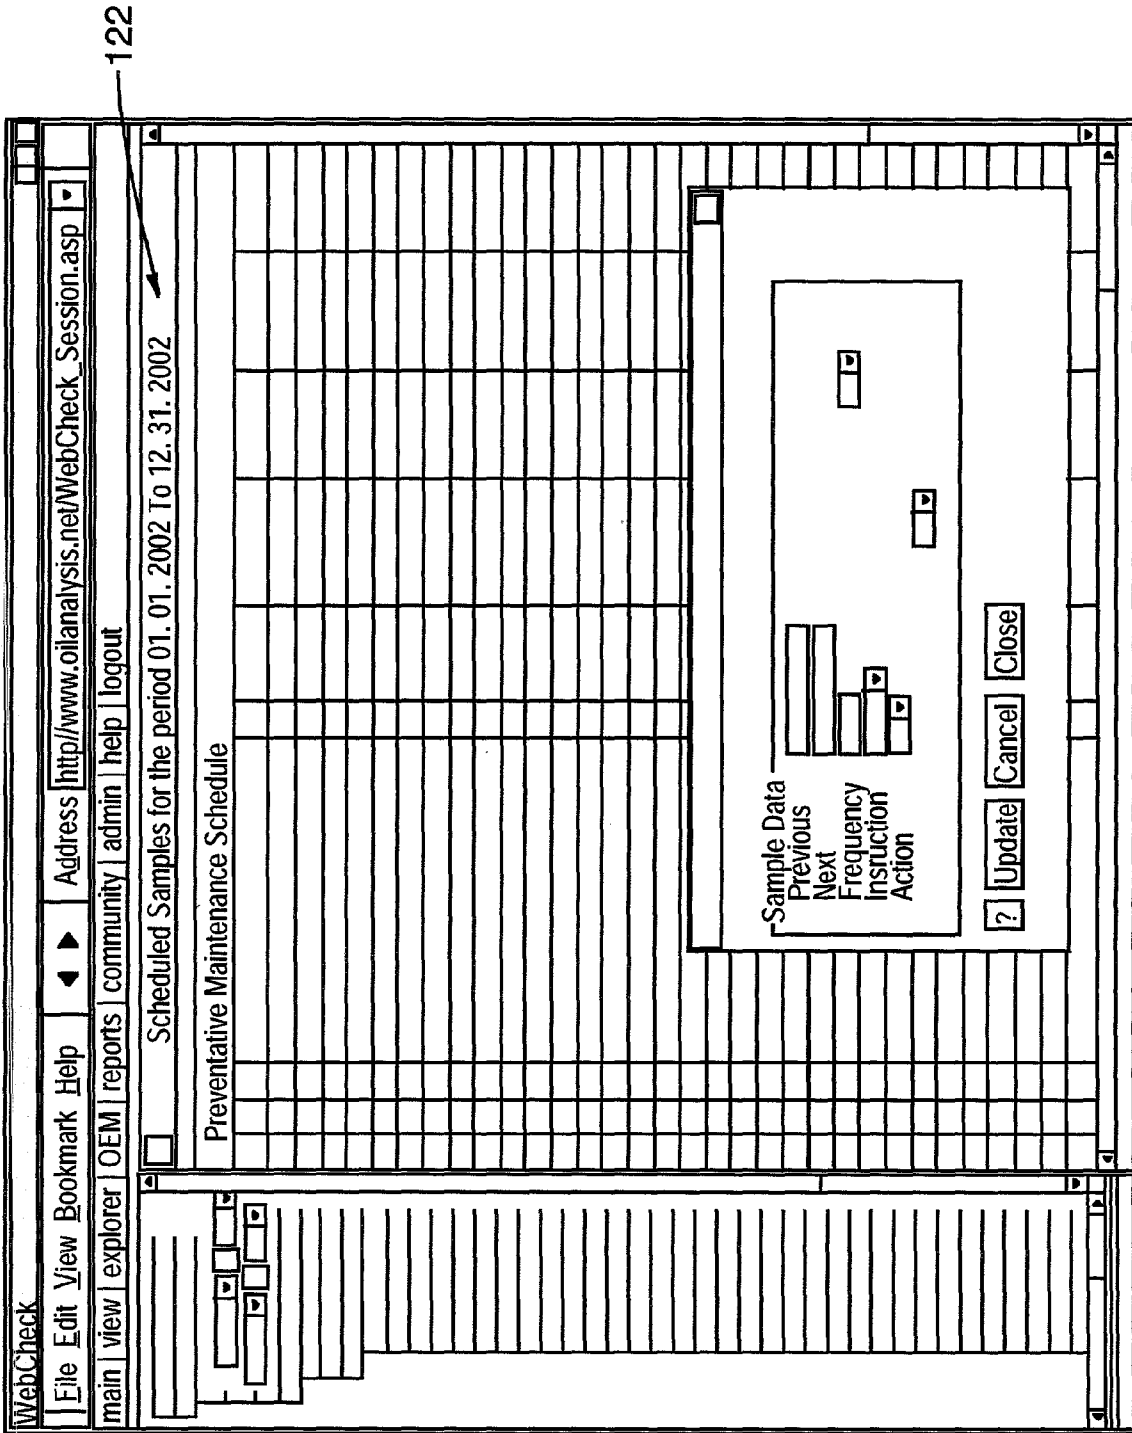 122
WebCheck
File Edit View Bookmark Help Address http//www.oilanalysis.net/WebCheck_Session.asp
main | view | explorer | OEM | reports | community | admin | help | logout
Scheduled Samples for the period 01. 01. 2002 To 12. 31. 2002
Preventative Maintenance Schedule
Sample Data
Previous
Next
Frequency
Insruction
Action
? Update Cancel Close